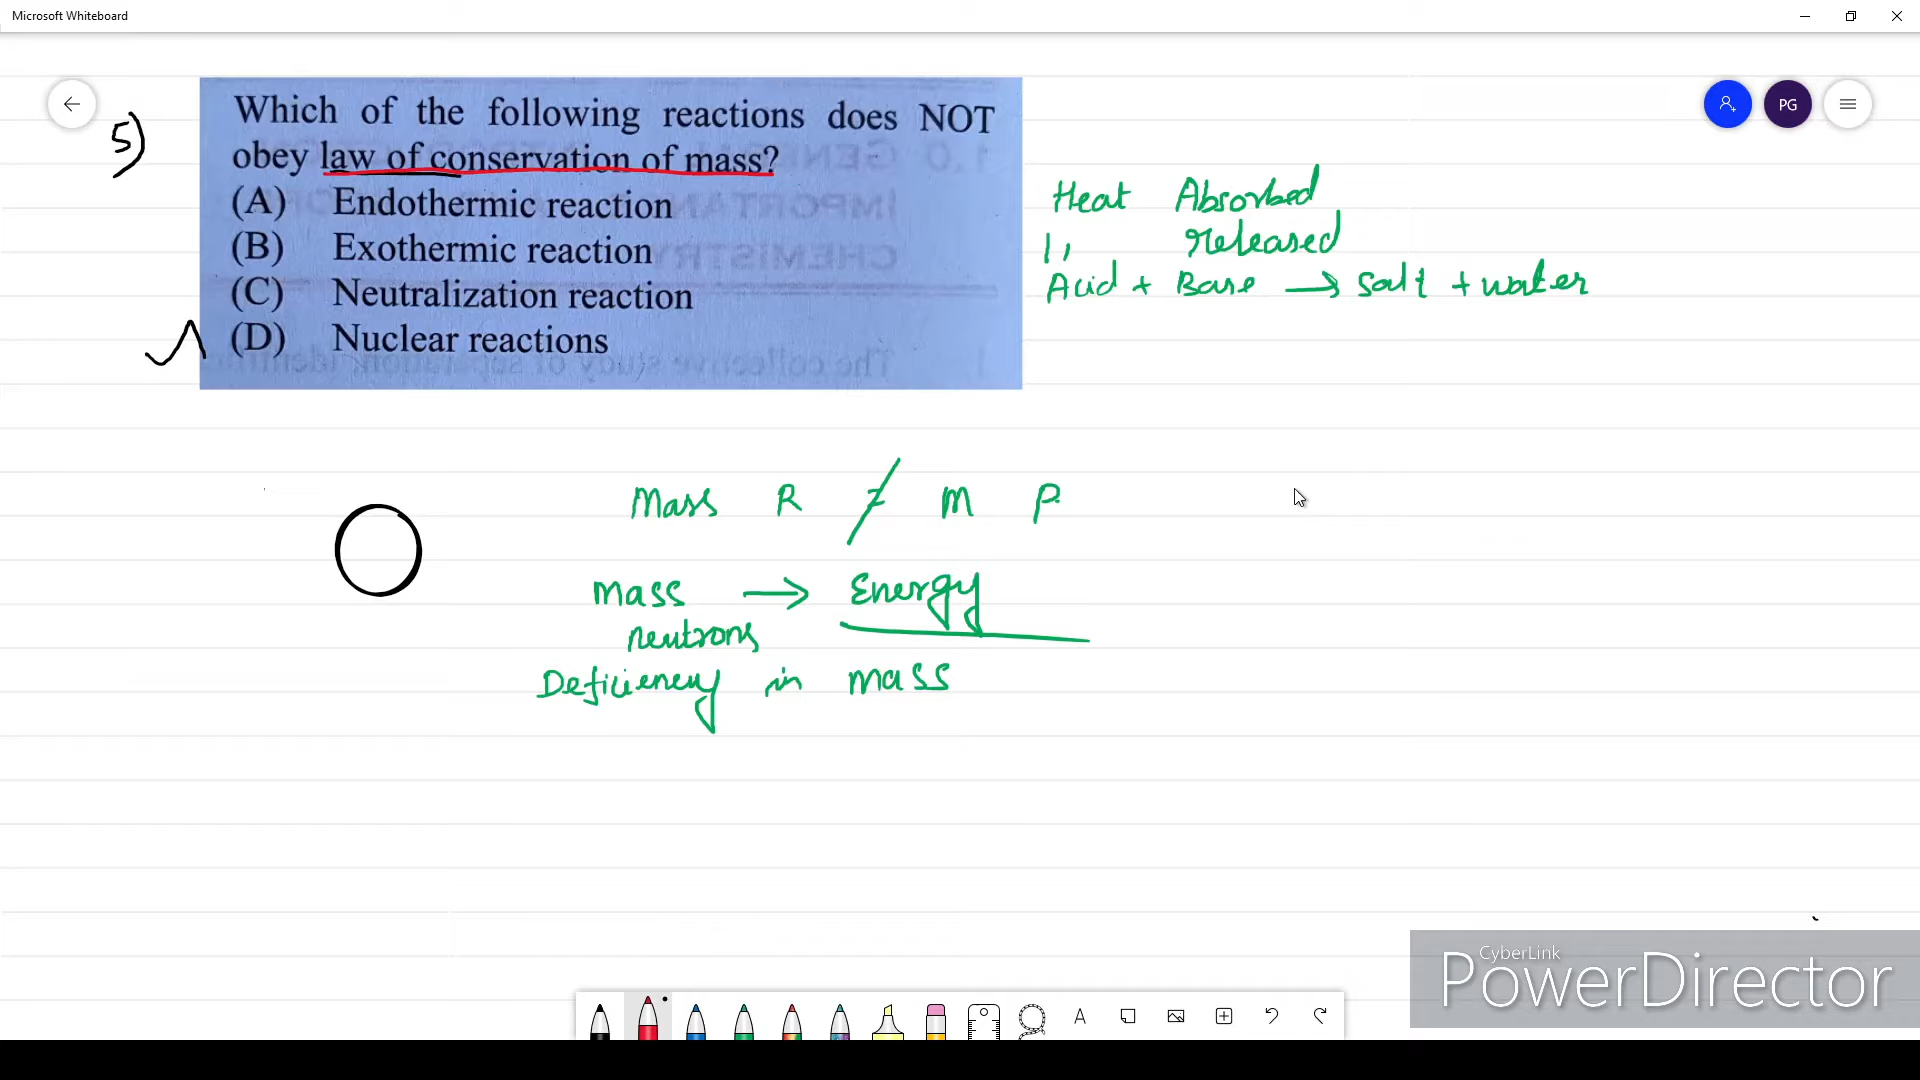 Microsoft Whiteboard
5)
Which of the following reactions does NOT
obey law of conservation of mass?
(A) Endothermic reaction
(B) Exothermic reaction
(C) Neutralization reaction
(D) Nuclear reactions
PG
Heat Absorbed
1, released
Acid + Base → Salt + water
Mass R ≠ M P
Mass → Energy
neutrons
Deficiency in mass
A
CyberLink
PowerDirector